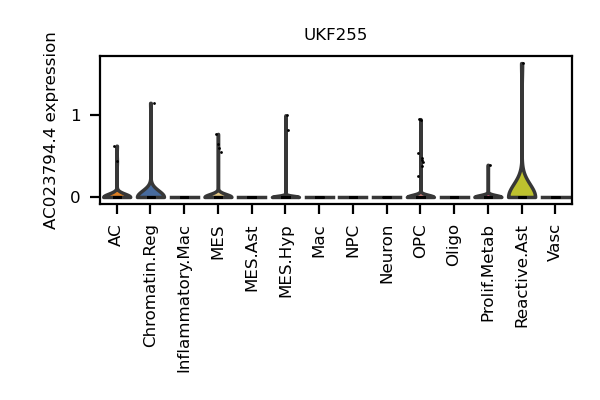 UKF255
AC023794.4 expression
1
0
AC
Chromatin.Reg
Inflammatory.Mac
MES
MES.Ast
MES.Hyp
Mac
NPC
Neuron
OPC
Oligo
Prolif.Metab
Reactive.Ast
Vasc